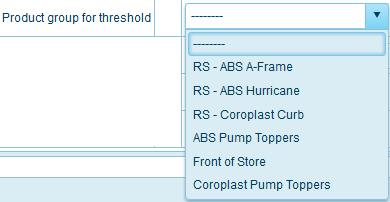 Product group for threshold
--------
--------
RS - ABS A-Frame
RS - ABS Hurricane
RS - Coroplast Curb
ABS Pump Toppers
Front of Store
Coroplast Pump Toppers